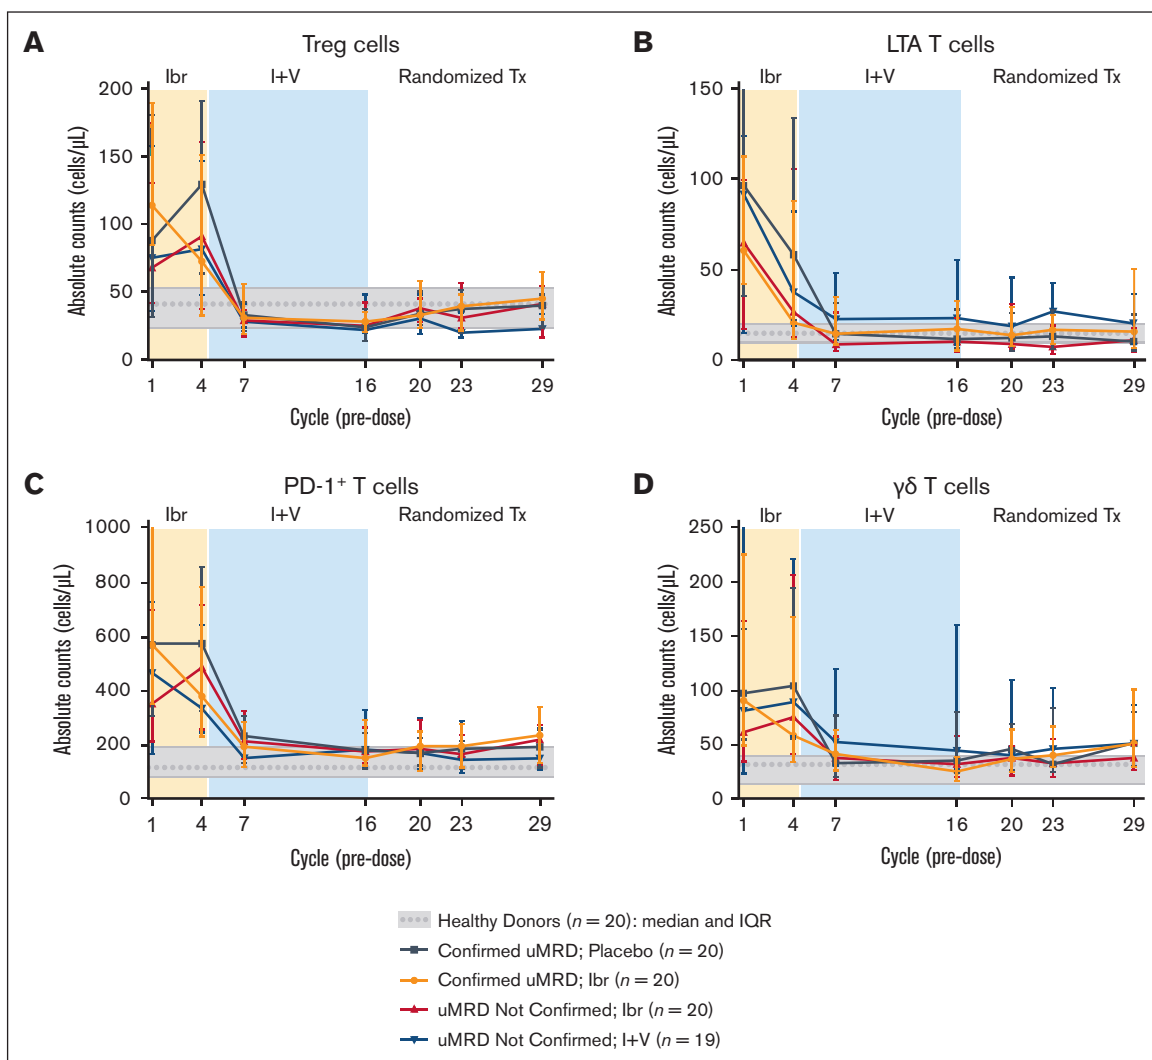 A
Treg cells
Ibr
I+V
Randomized Tx
Absolute counts (cells/μL)
200
150
100
50
0
1
4
7
16
20
23
29
Cycle (pre-dose)
B
LTA T cells
Ibr
I+V
Randomized Tx
Absolute counts (cells/μL)
150
100
50
0
1
4
7
16
20
23
29
Cycle (pre-dose)
C
PD-1⁺ T cells
Ibr
I+V
Randomized Tx
Absolute counts (cells/μL)
1000
800
600
400
200
0
1
4
7
16
20
23
29
Cycle (pre-dose)
D
γδ T cells
Ibr
I+V
Randomized Tx
Absolute counts (cells/μL)
250
200
150
100
50
0
1
4
7
16
20
23
29
Cycle (pre-dose)
Healthy Donors (n = 20): median and IQR
Confirmed uMRD; Placebo (n = 20)
Confirmed uMRD; Ibr (n = 20)
uMRD Not Confirmed; Ibr (n = 20)
uMRD Not Confirmed; I+V (n = 19)